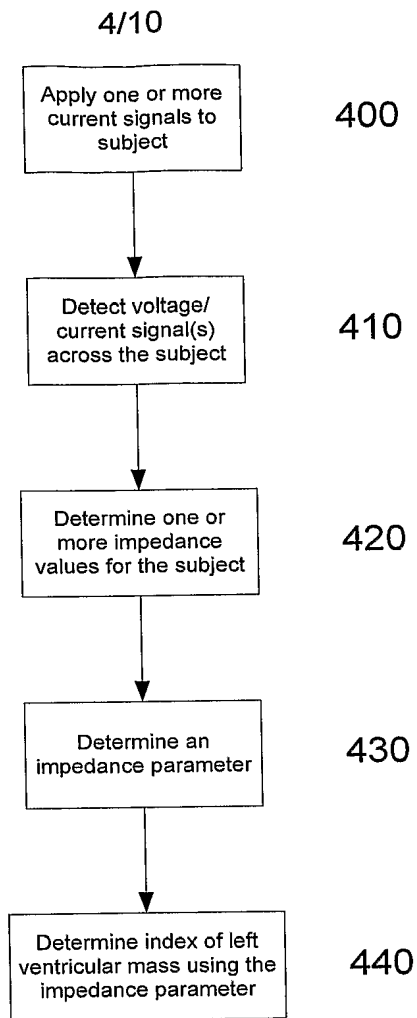 4/10
Apply one or more
current signals to
subject
400
Detect voltage/
current signal(s)
across the subject
410
Determine one or
more impedance
values for the subject
420
Determine an
impedance parameter
430
Determine index of left
ventricular mass using the
impedance parameter
440